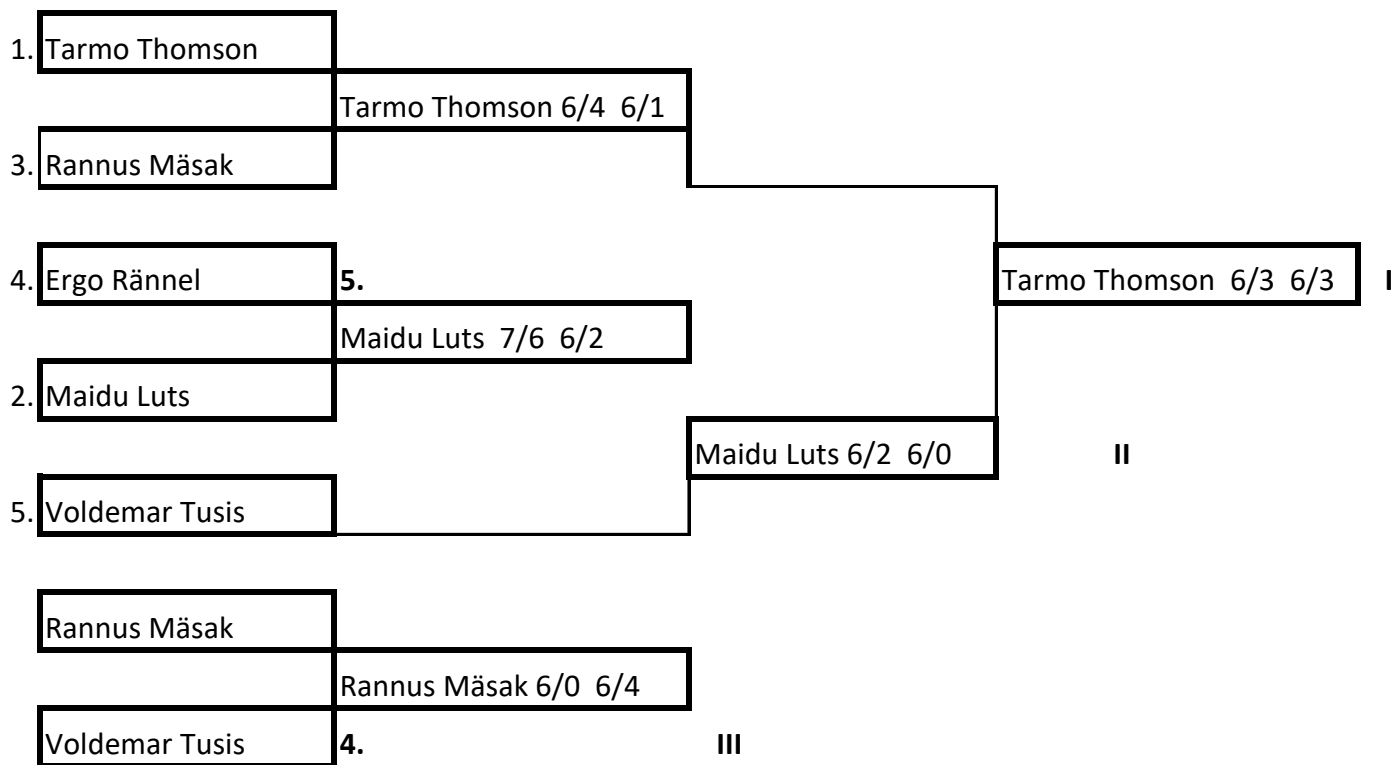 1. Tarmo Thomson
Tarmo Thomson 6/4 6/1
3. Rannus Mäsak
4. Ergo Rännel 5. Tarmo Thomson 6/3 6/3 I
Maidu Luts 7/6 6/2
2. Maidu Luts
Maidu Luts 6/2 6/0 II
5. Voldemar Tusis
Rannus Mäsak
Rannus Mäsak 6/0 6/4
Voldemar Tusis 4. III